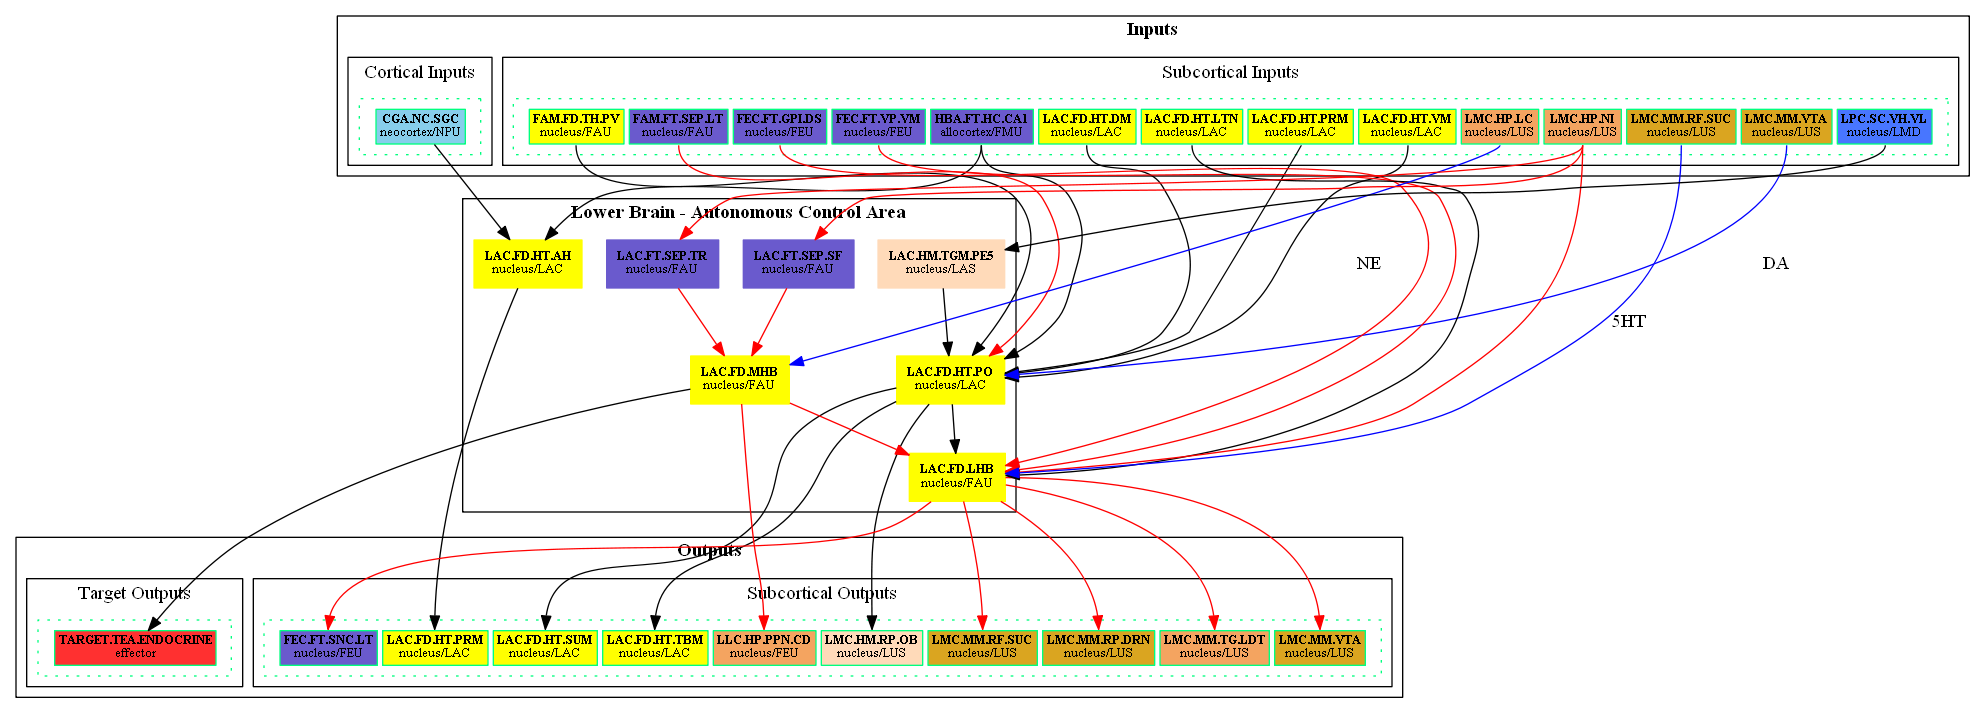 Inputs
Cortical Inputs
Subcortical Inputs
CGA.NC.SGC
neocortex/NPU
FAM.FD.TH.PV
nucleus/FAU
FAM.FT.SEP.LT
nucleus/FAU
FEC.FT.GPI.DS
nucleus/FEU
FEC.FT.VP.VM
nucleus/FEU
HBA.FT.HC.CA1
allocortex/FMU
LAC.FD.HT.DM
nucleus/LAC
LAC.FD.HT.LTN
nucleus/LAC
LAC.FD.HT.PRM
nucleus/LAC
LAC.FD.HT.VM
nucleus/LAC
LMC.HP.LC
nucleus/LUS
LMC.HP.NI
nucleus/LUS
LMC.MM.RF.SUC
nucleus/LUS
LMC.MM.VTA
nucleus/LUS
LPC.SC.VH.VL
nucleus/LMD
Lower Brain - Autonomous Control Area
LAC.FD.HT.AH
nucleus/LAC
LAC.FT.SEP.TR
nucleus/FAU
LAC.FT.SEP.SF
nucleus/FAU
LAC.HM.TGM.PE5
nucleus/LAS
NE
DA
5HT
LAC.FD.MHB
nucleus/FAU
LAC.FD.HT.PO
nucleus/LAC
LAC.FD.LHB
nucleus/FAU
Outputs
Target Outputs
Subcortical Outputs
TARGET.TEA.ENDOCRINE
effector
FEC.FT.SNC.LT
nucleus/FEU
LAC.FD.HT.PRM
nucleus/LAC
LAC.FD.HT.SUM
nucleus/LAC
LAC.FD.HT.TBM
nucleus/LAC
LLC.HP.PPN.CD
nucleus/FEU
LMC.HM.RP.OB
nucleus/LUS
LMC.MM.RF.SUC
nucleus/LUS
LMC.MM.RP.DRN
nucleus/LUS
LMC.MM.TG.LDT
nucleus/LUS
LMC.MM.VTA
nucleus/LUS